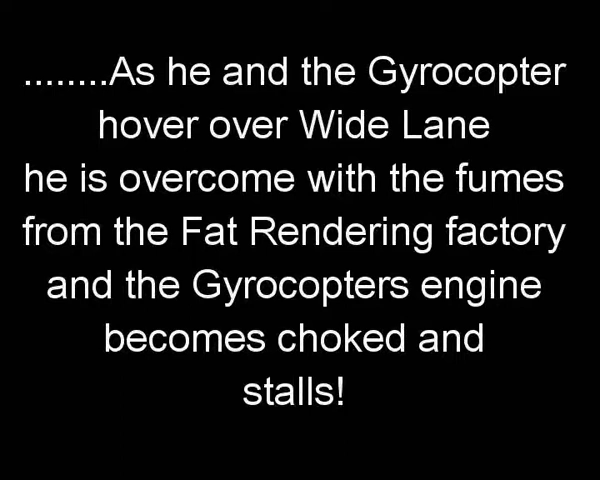 ........As he and the Gyrocopter
hover over Wide Lane
he is overcome with the fumes
from the Fat Rendering factory
and the Gyrocopters engine
becomes choked and
stalls!